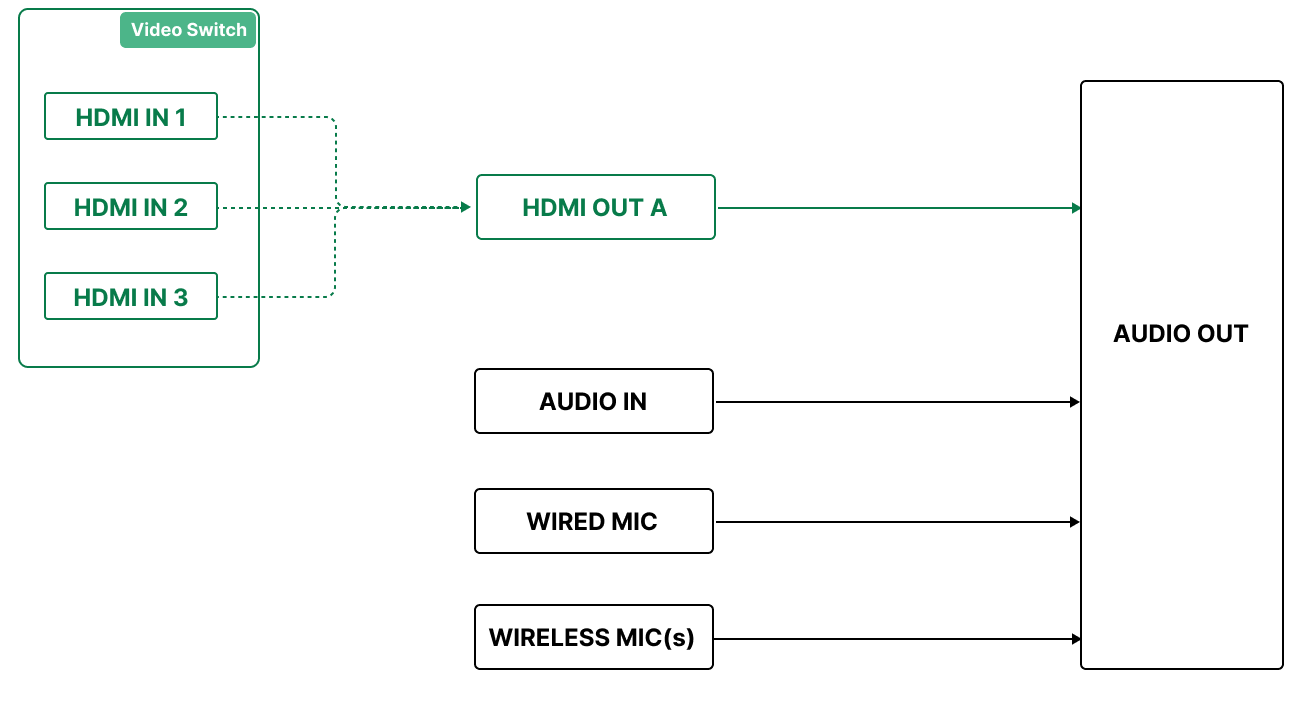 Video Switch
HDMI IN 1
HDMI IN 2
HDMI IN 3
HDMI OUT A
AUDIO IN
WIRED MIC
WIRELESS MIC(s)
AUDIO OUT